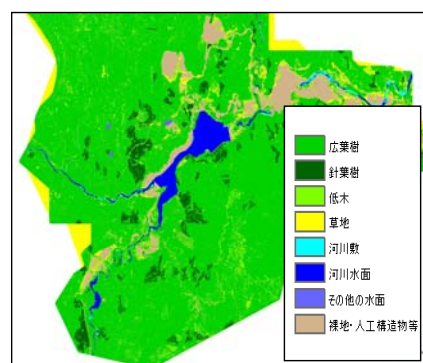 広葉樹
針葉樹
低木
草地
河川敷
河川水面
その他の水面
裸地・人工構造物等